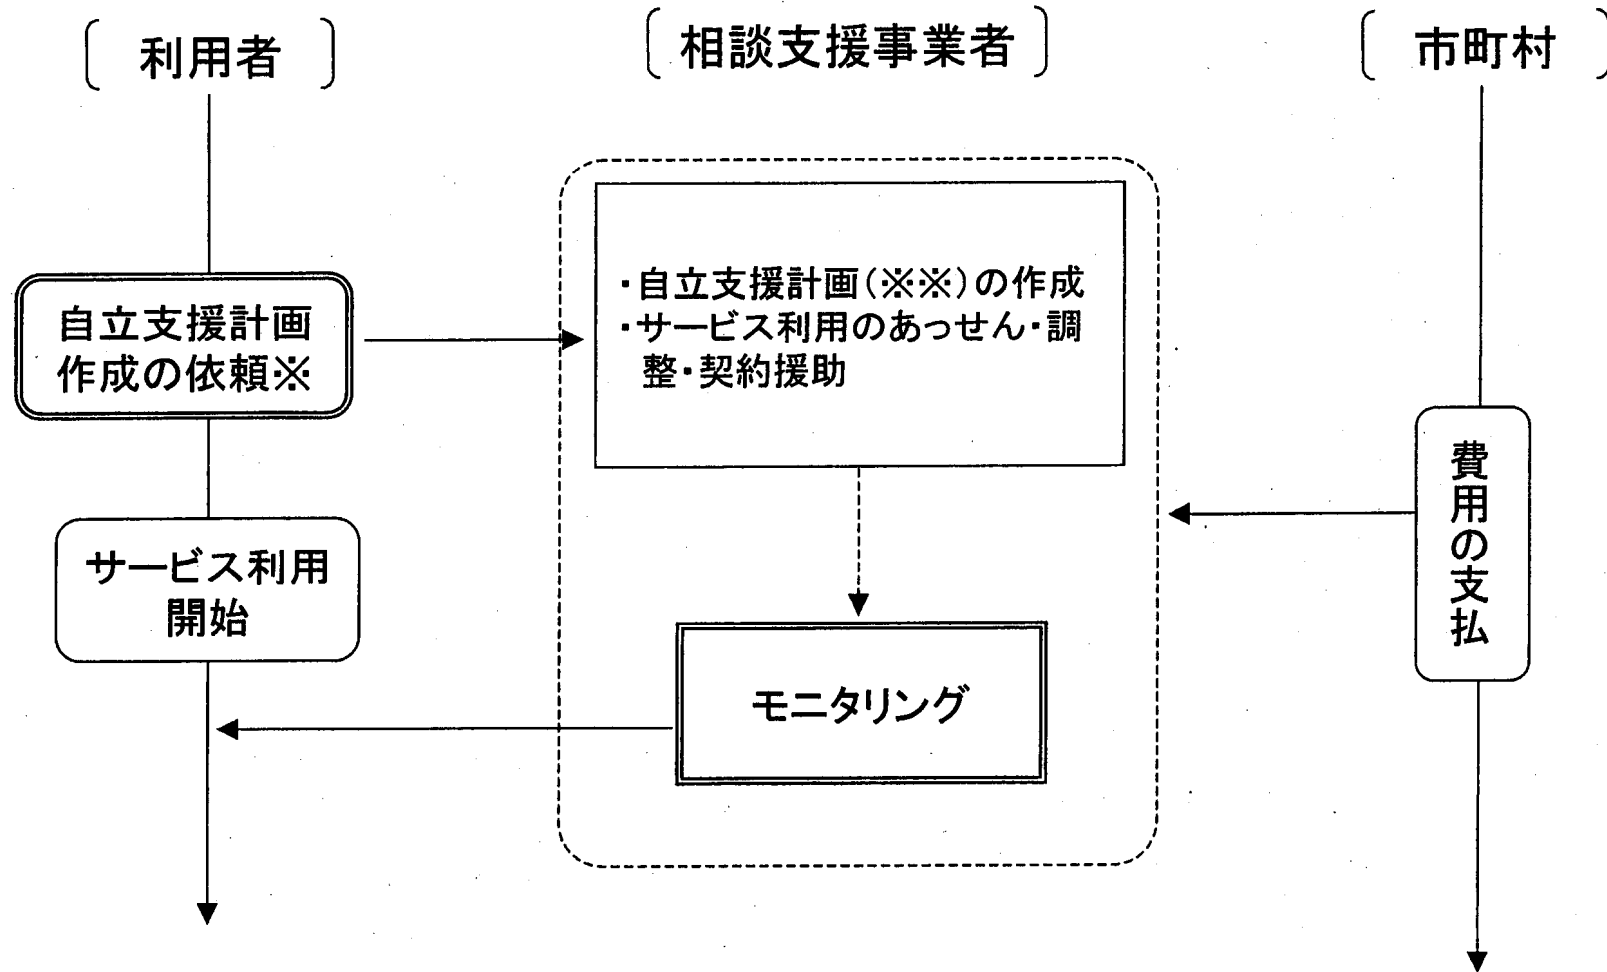 〔 利用者 〕
〔 相談支援事業者 〕
〔 市町村 〕
自立支援計画
作成の依頼※
・自立支援計画(※※)の作成
・サービス利用のあっせん・調
整・契約援助
費用の支払
サービス利用
開始
モニタリング